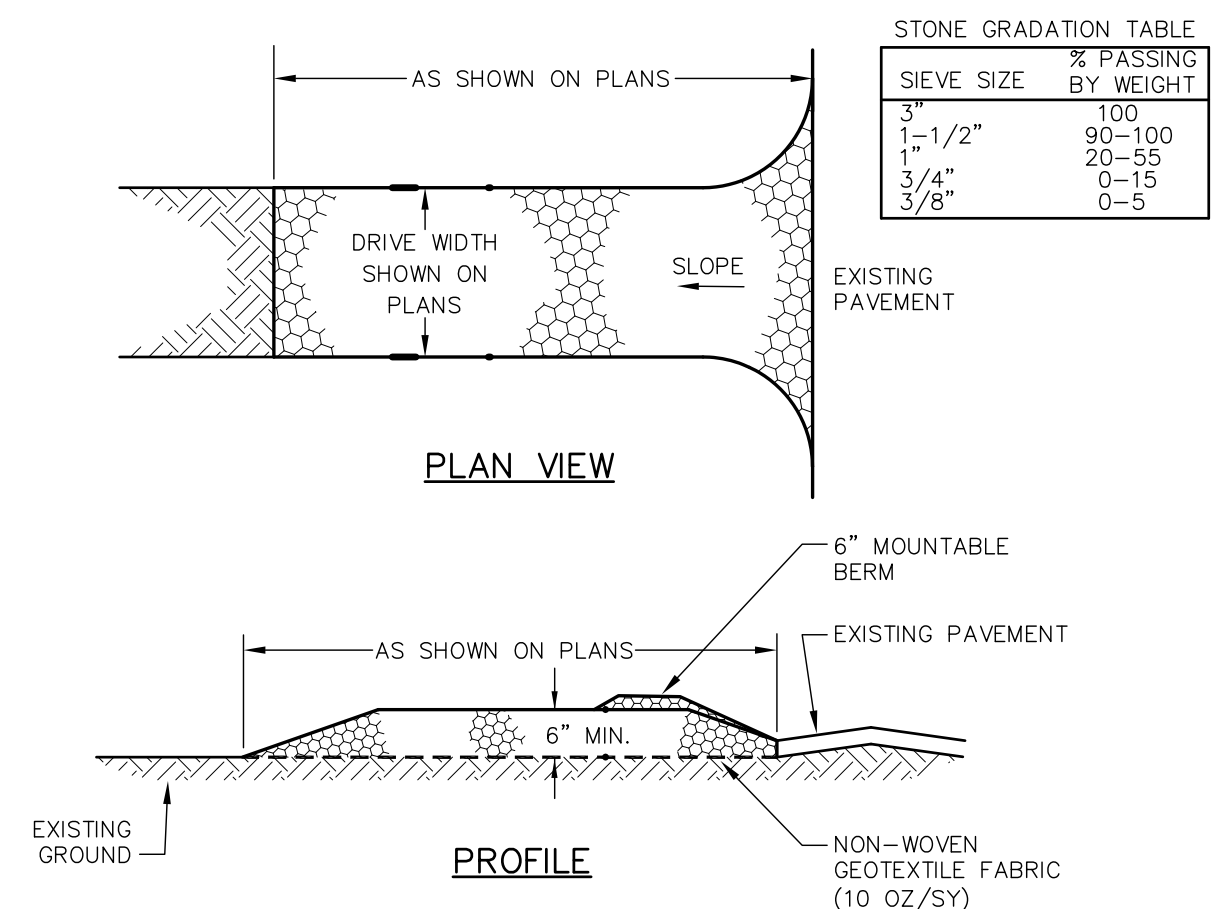 STONE GRADATION TABLE
SIEVE SIZE % PASSING
BY WEIGHT
3" 100
1-1/2" 90-100
1" 20-55
3/4" 0-15
3/8" 0-5
AS SHOWN ON PLANS
DRIVE WIDTH
SHOWN ON
PLANS
SLOPE
EXISTING
PAVEMENT
PLAN VIEW
6" MOUNTABLE
BERM
EXISTING PAVEMENT
AS SHOWN ON PLANS
6" MIN.
EXISTING
GROUND
PROFILE
NON-WOVEN
GEOTEXTILE FABRIC
(10 OZ/SY)